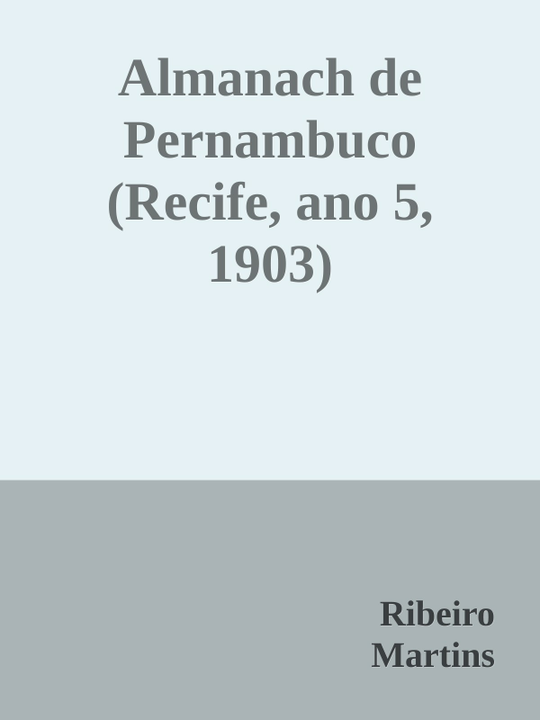 Almanach de
Pernambuco
(Recife, ano 5,
1903)
Ribeiro
Martins